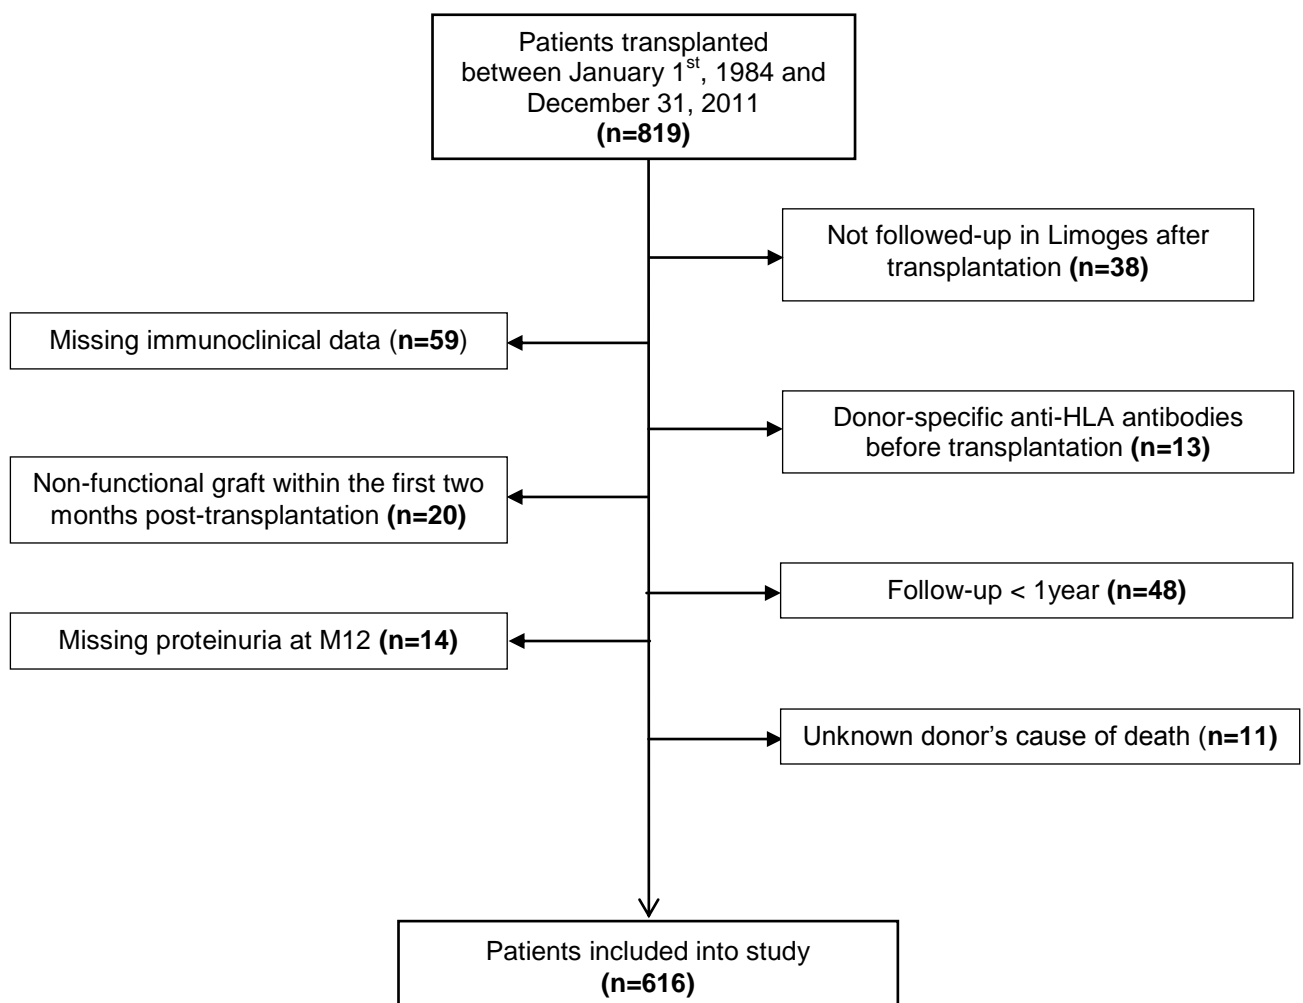 Patients transplanted
between January 1st, 1984 and
December 31, 2011
(n=819)
Not followed-up in Limoges after
transplantation (n=38)
Missing immunoclinical data (n=59)
Donor-specific anti-HLA antibodies
before transplantation (n=13)
Non-functional graft within the first two
months post-transplantation (n=20)
Follow-up < 1year (n=48)
Missing proteinuria at M12 (n=14)
Unknown donor's cause of death (n=11)
Patients included into study
(n=616)